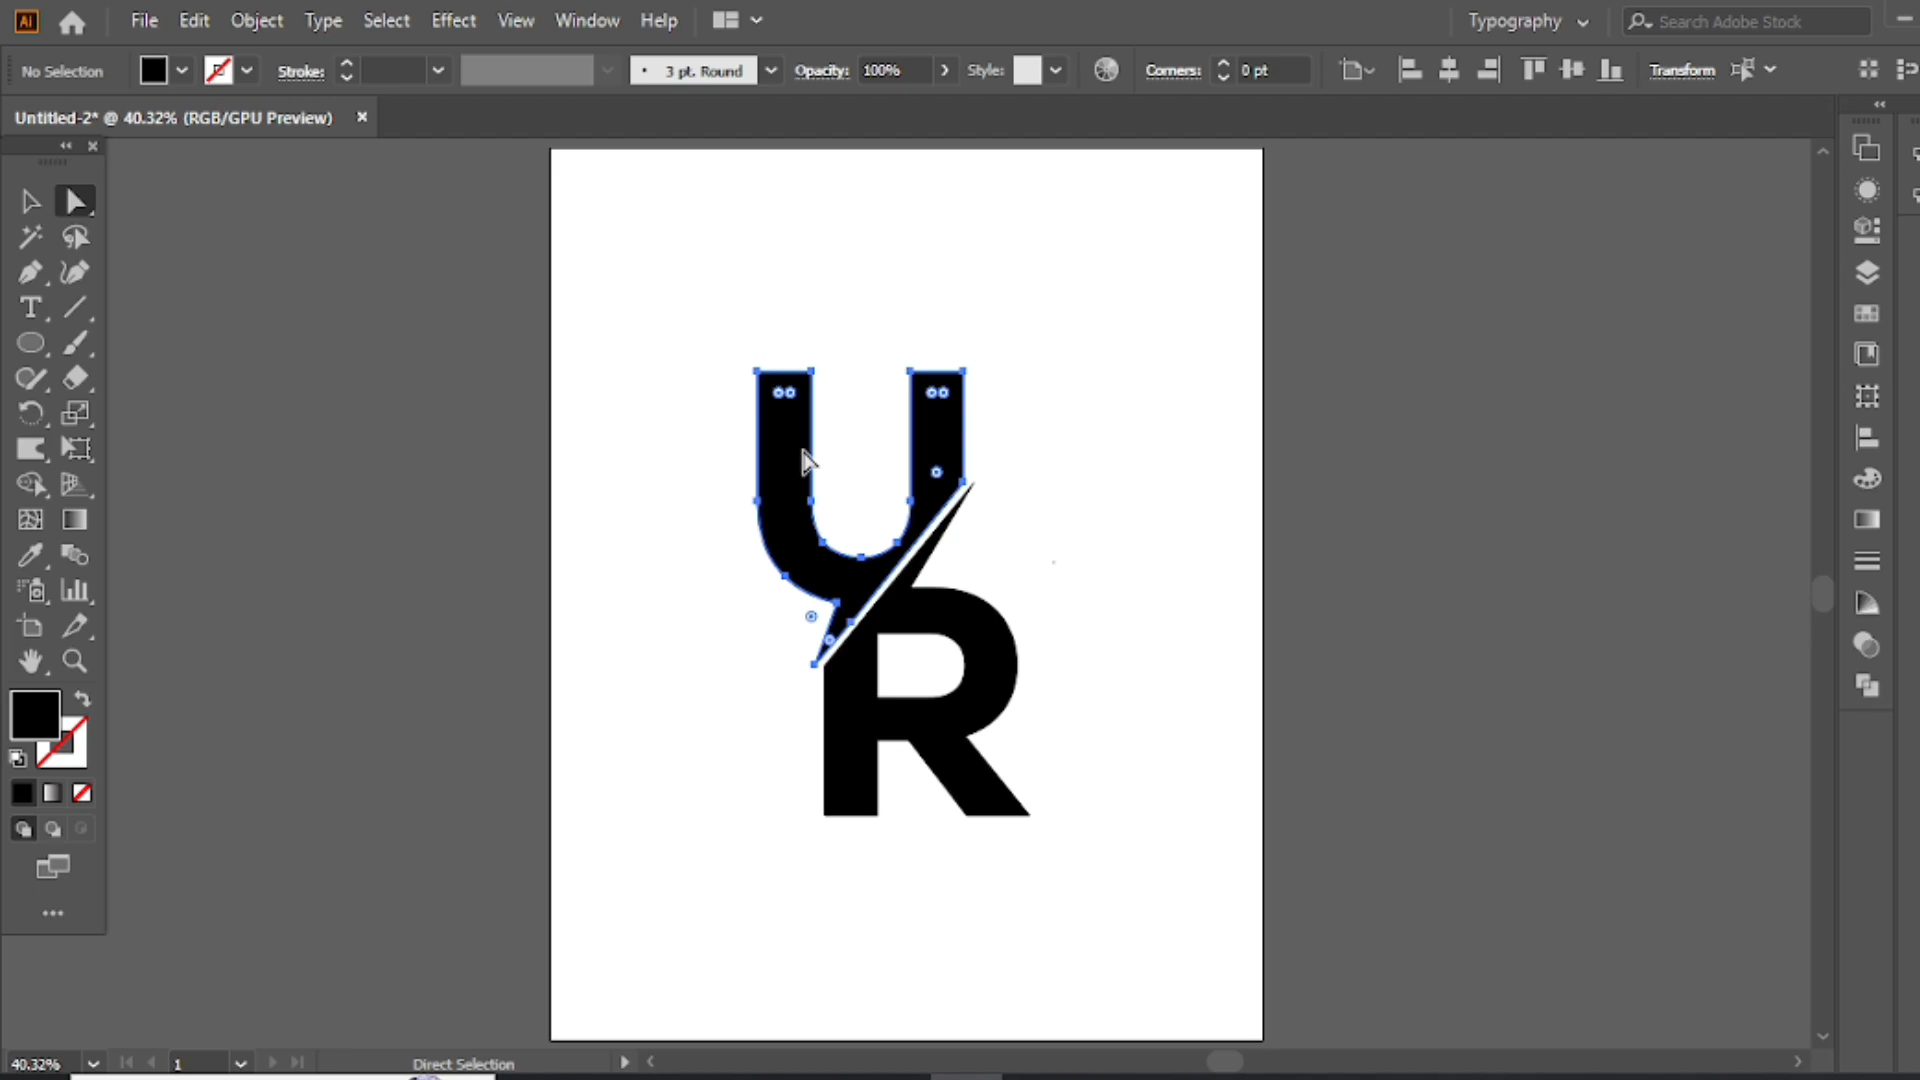 Ai File Edit Object Type Select Effect View Window Help Typography Search Adobe Stock
No Selection Stroke: 3 pt. Round Opacity: 100% Style: Corners: 0 pt Transform
Untitled-2* @ 40.32% (RGB/GPU Preview)
U
R
40.32% 1 Direct Selection